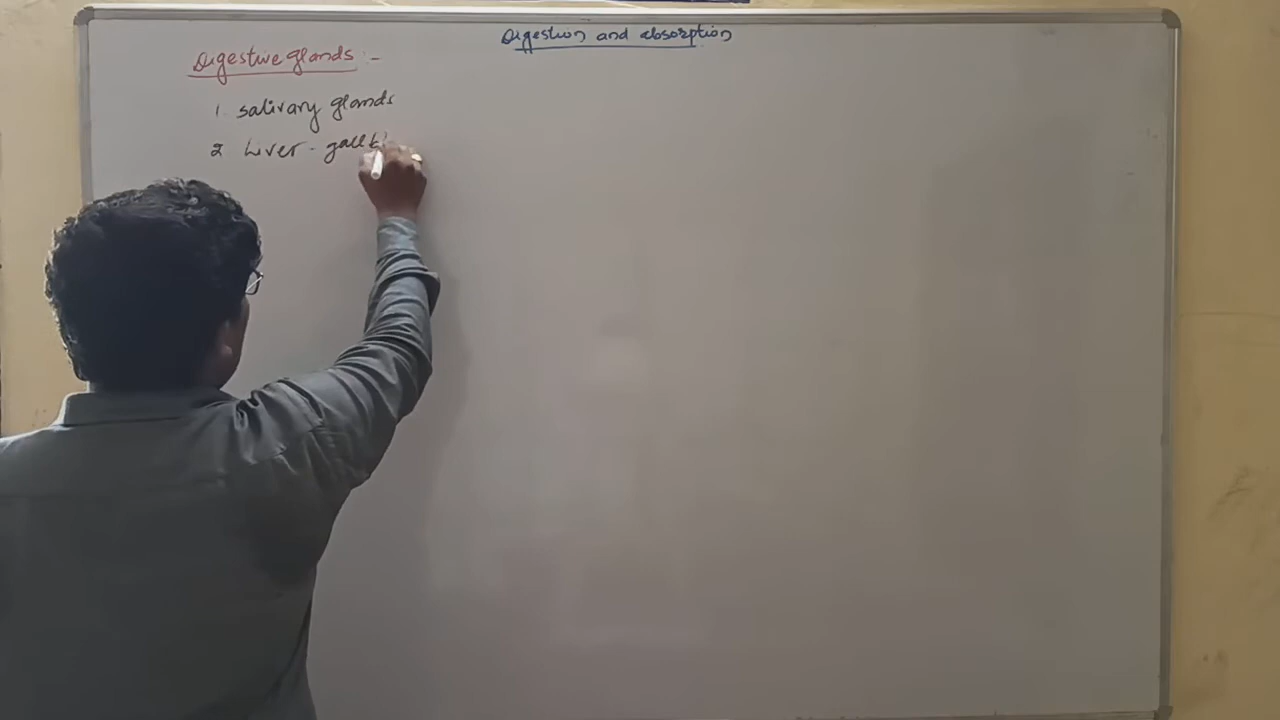 Digestion and absorption
Digestive glands :-
1. salivary glands
2 Liver - gall